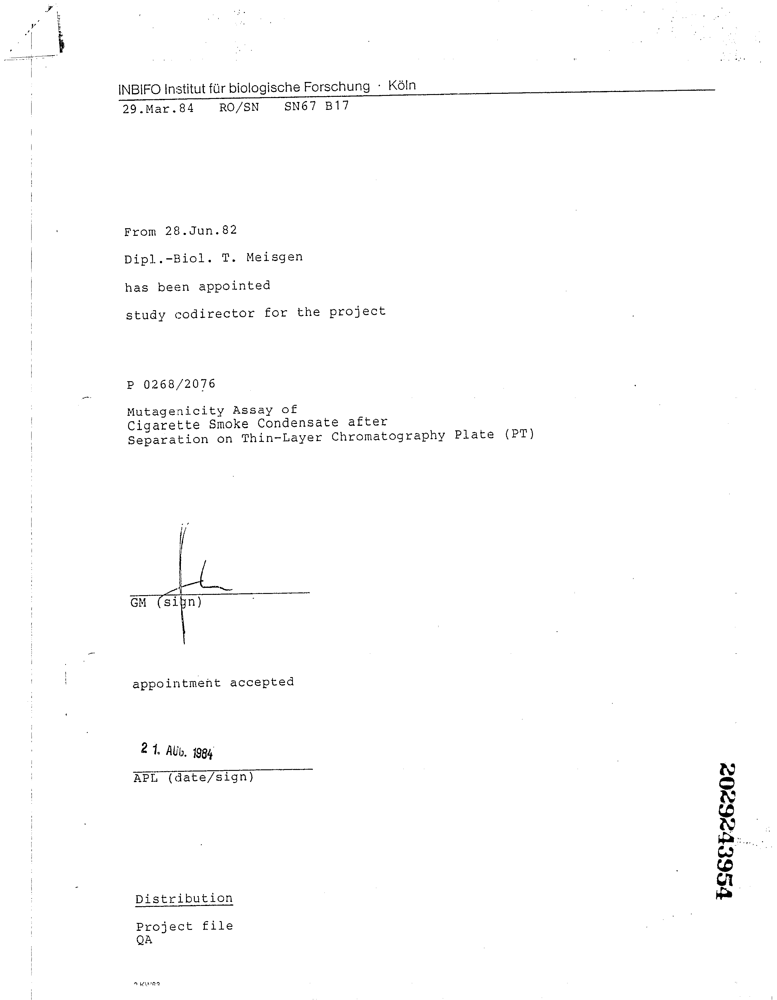 INBIFO Institut für biologische Forschung · Köln
29.Mar.84 RO/SN SN67 B17
From 28.Jun.82
Dipl.-Biol. T. Meisgen
has been appointed
study codirector for the project
P 0268/2076
Mutagenicity Assay of
Cigarette Smoke Condensate after
Separation on Thin-Layer Chromatography Plate (PT)
GM (sign)
appointment accepted
21. AUG. 1984
APL (date/sign)
Distribution
Project file
QA
2029243954